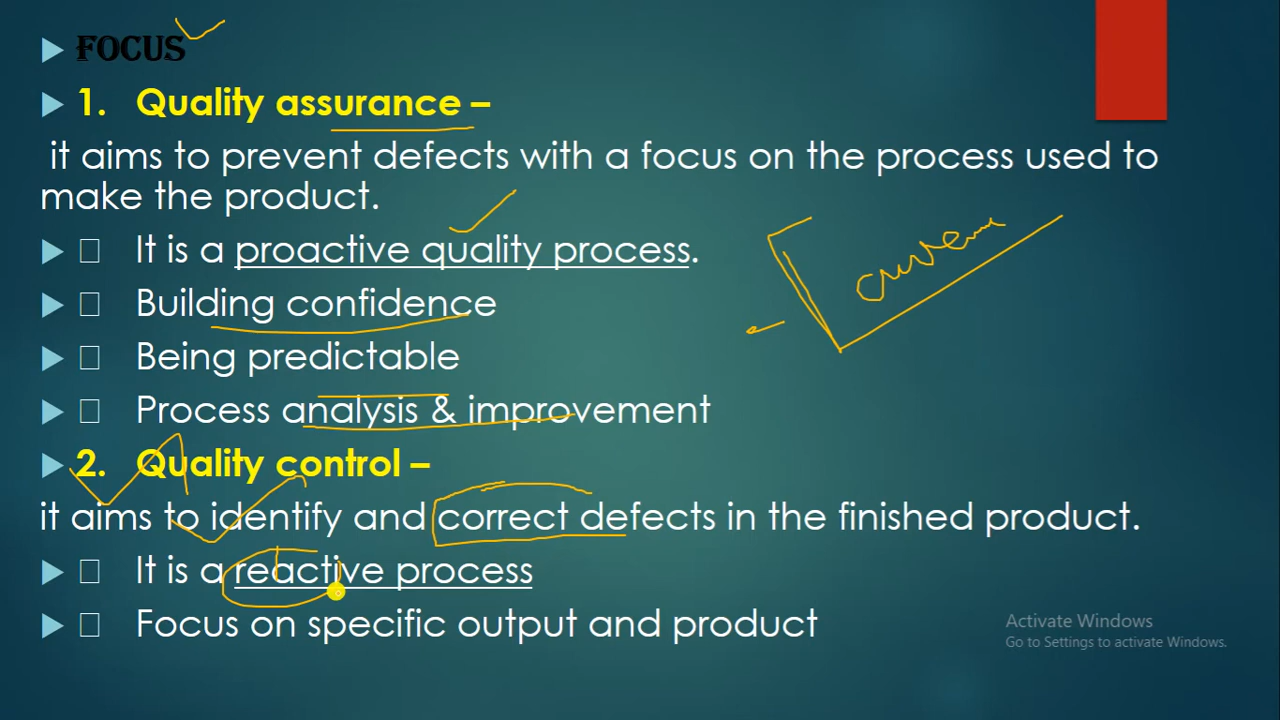 FOCUS
1. Quality assurance –
it aims to prevent defects with a focus on the process used to
make the product.
It is a proactive quality process.
Building confidence
Being predictable
Process analysis & improvement
2. Quality control –
it aims to identify and correct defects in the finished product.
It is a reactive process
Focus on specific output and product
Activate Windows
Go to Settings to activate Windows.